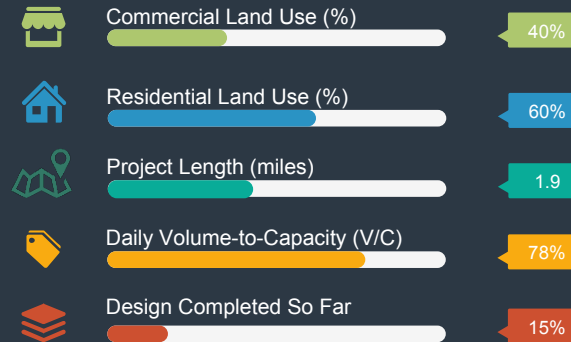 Commercial Land Use (%)
40%
Residential Land Use (%)
60%
Project Length (miles)
1.9
Daily Volume-to-Capacity (V/C)
78%
Design Completed So Far
15%